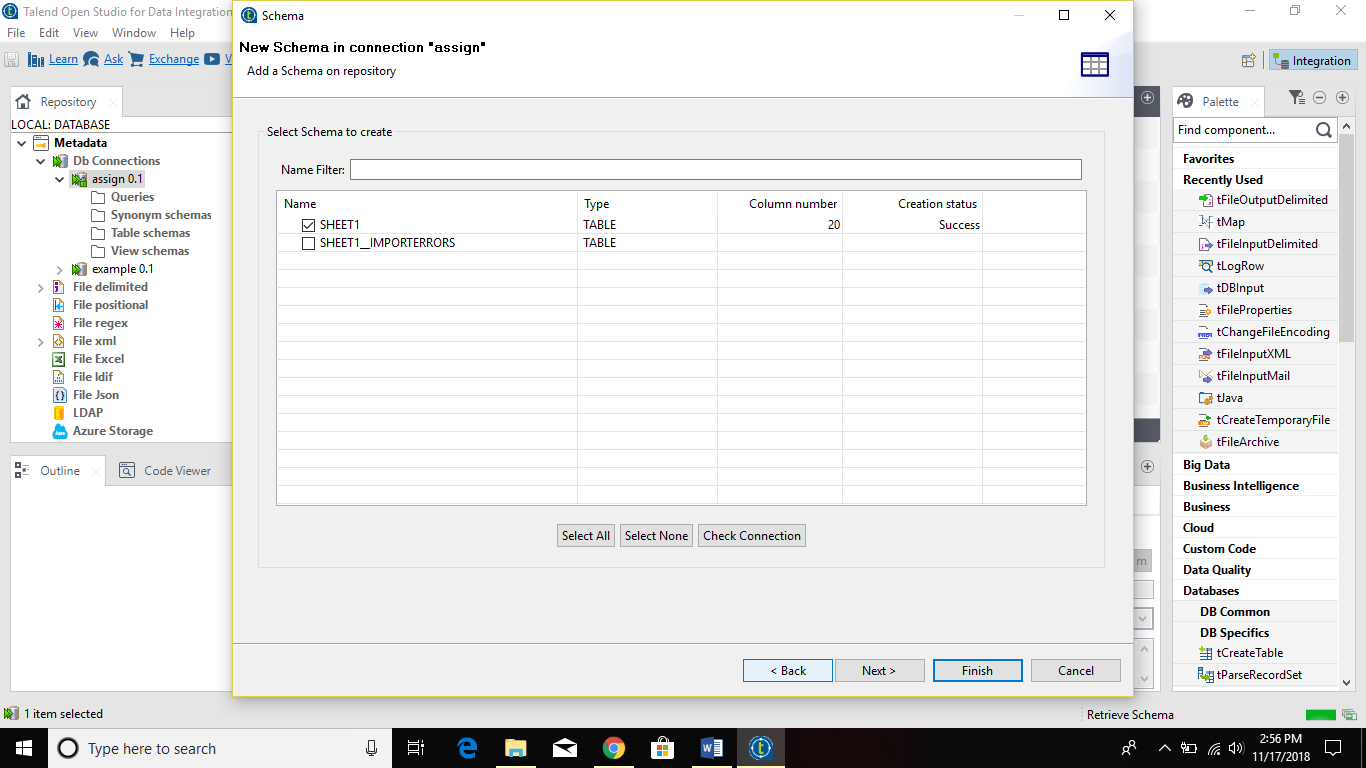 Talend Open Studio for Data Integration
File Edit View Window Help
Learn Ask Exchange V
Integration
Repository
LOCAL: DATABASE
Metadata
Db Connections
assign 0.1
Queries
Synonym schemas
Table schemas
View schemas
example 0.1
File delimited
File positional
File regex
File xml
File Excel
File ldif
File Json
LDAP
Azure Storage
Outline
Code Viewer
1 item selected
Schema
New Schema in connection "assign"
Add a Schema on repository
Select Schema to create
Name Filter:
Name Type Column number Creation status
SHEET1 TABLE 20 Success
SHEET1__IMPORTERRORS TABLE
Select All Select None Check Connection
< Back Next > Finish Cancel
m
Palette
Find component...
Favorites
Recently Used
tFileOutputDelimited
tMap
tFileInputDelimited
tLogRow
tDBInput
tFileProperties
tChangeFileEncoding
tFileInputXML
tFileInputMail
tJava
tCreateTemporaryFile
tFileArchive
Big Data
Business Intelligence
Business
Cloud
Custom Code
Data Quality
Databases
DB Common
DB Specifics
tCreateTable
tParseRecordSet
Retrieve Schema
Type here to search
2:56 PM
11/17/2018